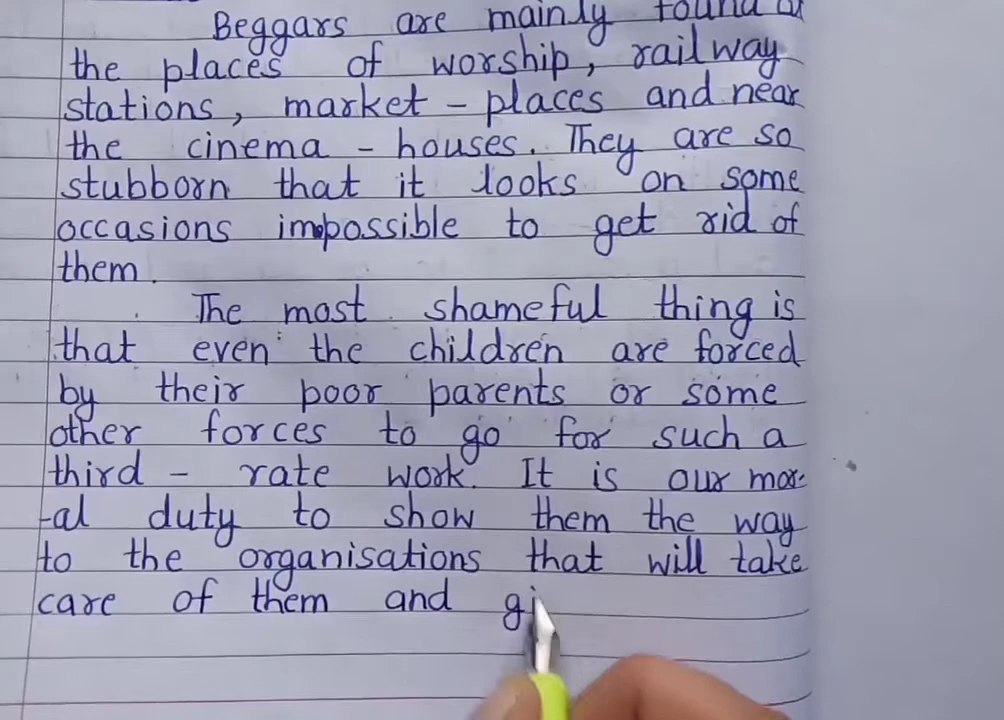 Beggars are mainly found at
the places of worship, railway
stations, market - places and near
the cinema - houses. They are so
stubborn that it looks on some
occasions impossible to get rid of
them.
The most shameful thing is
that even the children are forced
by their poor parents or some
other forces to go for such a
third - rate work. It is our mor-
-al duty to show them the way
to the organisations that will take
care of them and gi